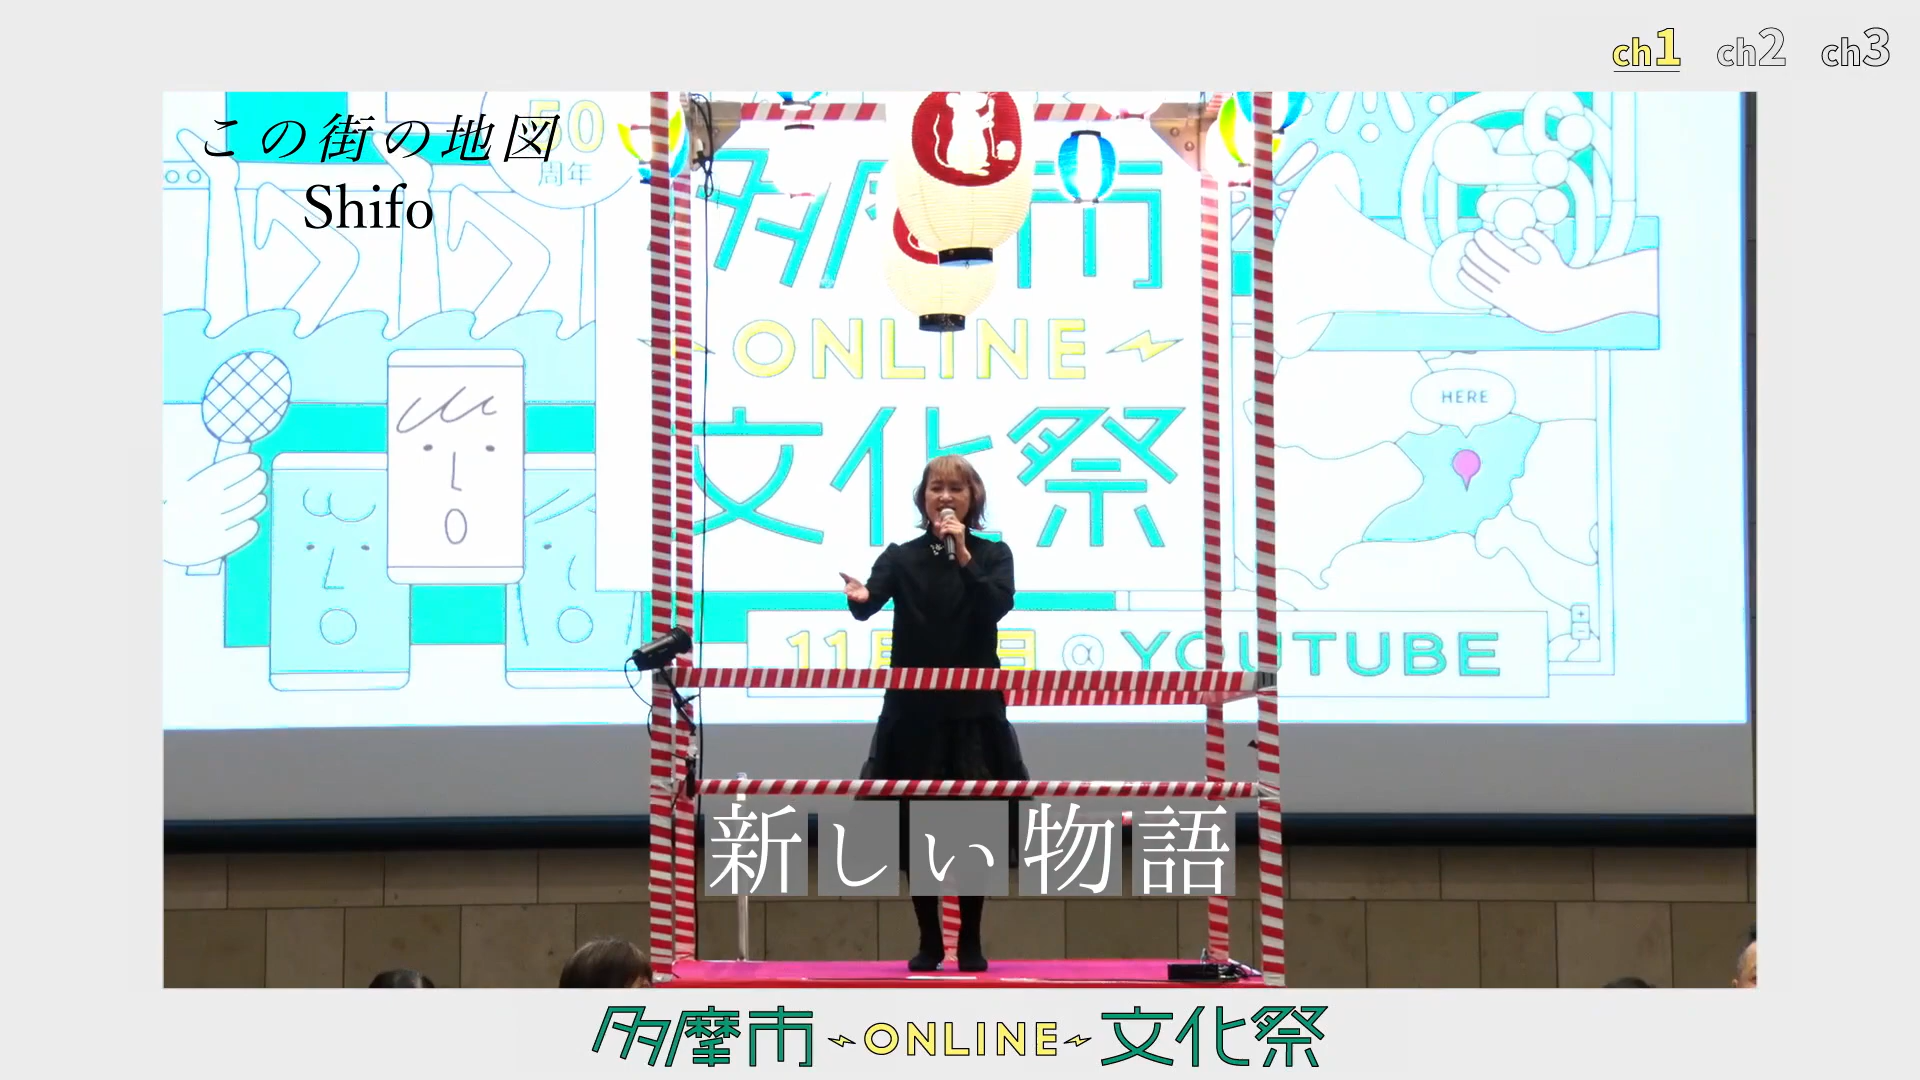 ch1 ch2 ch3
この街の地図
Shifo
50
周年
多摩市
ONLINE
文化祭
HERE
11月 日 @ YOUTUBE
新しい物語
多摩市 ONLINE 文化祭